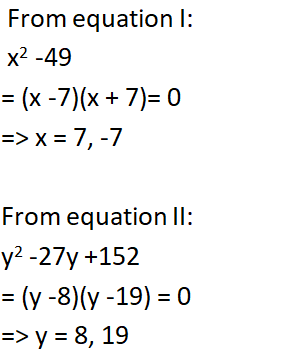 From equation I:
x² -49
= (x -7)(x + 7)= 0
=> x = 7, -7
From equation II:
y² -27y +152
= (y -8)(y -19) = 0
=> y = 8, 19